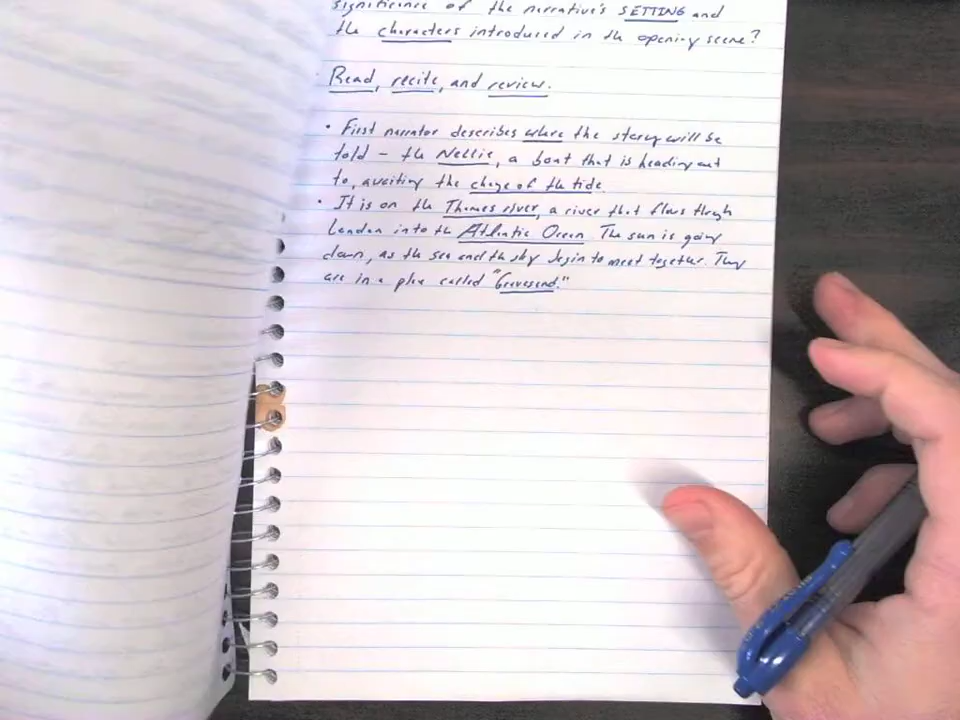 significance of the narrative's SETTING and
the characters introduced in the opening scene?
Read, recite, and review.
• First narrator describes where the story will be
told – the Nellie, a boat that is heading out
to, awaiting the change of the tide.
• It is on the Thames river, a river that flows through
London into the Atlantic Ocean. The sun is going
down, as the sea and the sky begin to meet together. They
are in a place called "Gravesend."